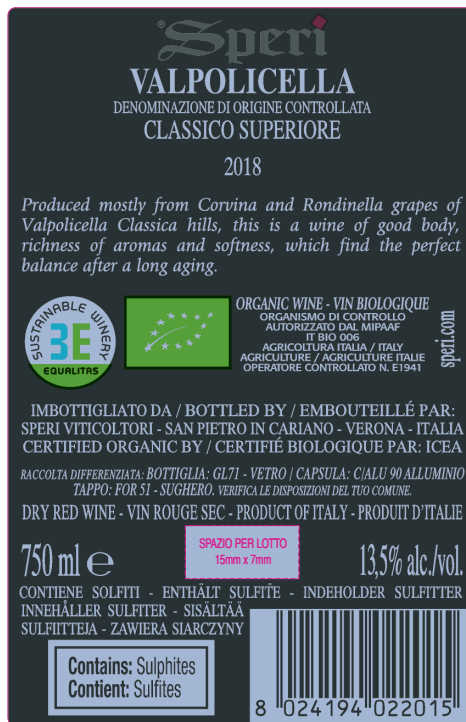 ® Speri
VALPOLICELLA
DENOMINAZIONE DI ORIGINE CONTROLLATA
CLASSICO SUPERIORE
2018
Produced mostly from Corvina and Rondinella grapes of
Valpolicella Classica hills, this is a wine of good body,
richness of aromas and softness, which find the perfect
balance after a long aging.
SUSTAINABLE WINERY
3E
EQUALITAS
ORGANIC WINE - VIN BIOLOGIQUE
ORGANISMO DI CONTROLLO
AUTORIZZATO DAL MIPAAF
IT BIO 006
AGRICOLTURA ITALIA / ITALY
AGRICULTURE / AGRICULTURE ITALIE
OPERATORE CONTROLLATO N. E1941
speri.com
IMBOTTIGLIATO DA / BOTTLED BY / EMBOUTEILLÉ PAR:
SPERI VITICOLTORI - SAN PIETRO IN CARIANO - VERONA - ITALIA
CERTIFIED ORGANIC BY / CERTIFIÉ BIOLOGIQUE PAR: ICEA
RACCOLTA DIFFERENZIATA: BOTTIGLIA: GL71 - VETRO / CAPSULA: C/ALU 90 ALLUMINIO
TAPPO: FOR 51 - SUGHERO. VERIFICA LE DISPOSIZIONI DEL TUO COMUNE.
DRY RED WINE - VIN ROUGE SEC - PRODUCT OF ITALY - PRODUIT D'ITALIE
750 ml e
SPAZIO PER LOTTO
15mm x 7mm
13,5% alc./vol.
CONTIENE SOLFITI - ENTHÄLT SULFITE - INDEHOLDER SULFITTER
INNEHÅLLER SULFITER - SISÄLTÄÄ
SULFIITTEJA - ZAWIERA SIARCZYNY
Contains: Sulphites
Contient: Sulfites
8 024194 022015